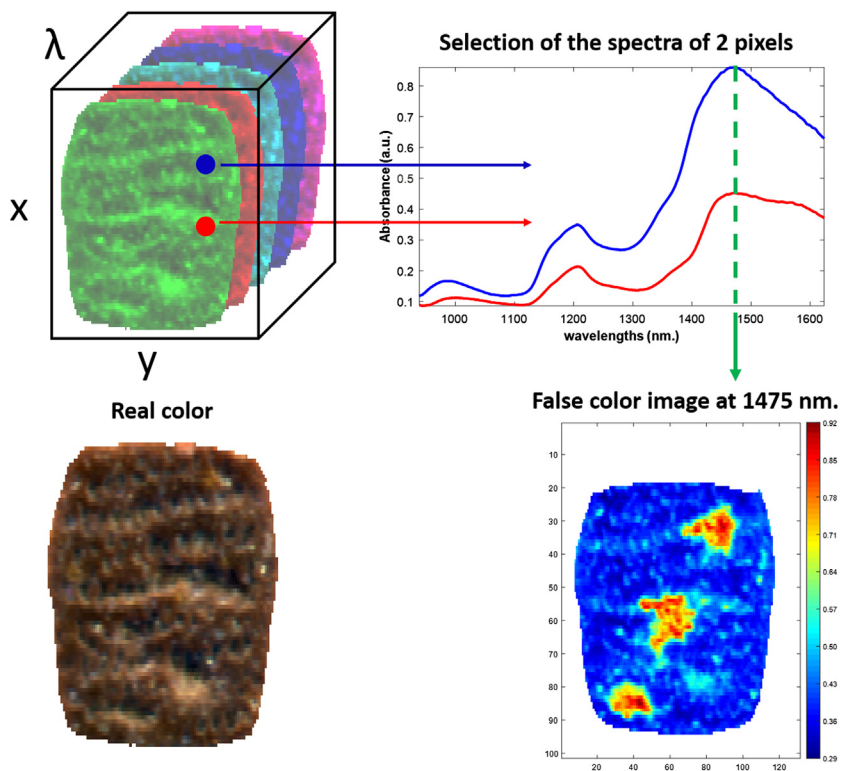 λ
x
y
Selection of the spectra of 2 pixels
Absorbance (a.u.)
0.8
0.7
0.6
0.5
0.4
0.3
0.2
0.1
1000 1100 1200 1300 1400 1500 1600
wavelengths (nm.)
Real color
False color image at 1475 nm.
10
20
30
40
50
60
70
80
90
100
20 40 60 80 100 120
0.92
0.85
0.78
0.71
0.64
0.57
0.50
0.43
0.36
0.29